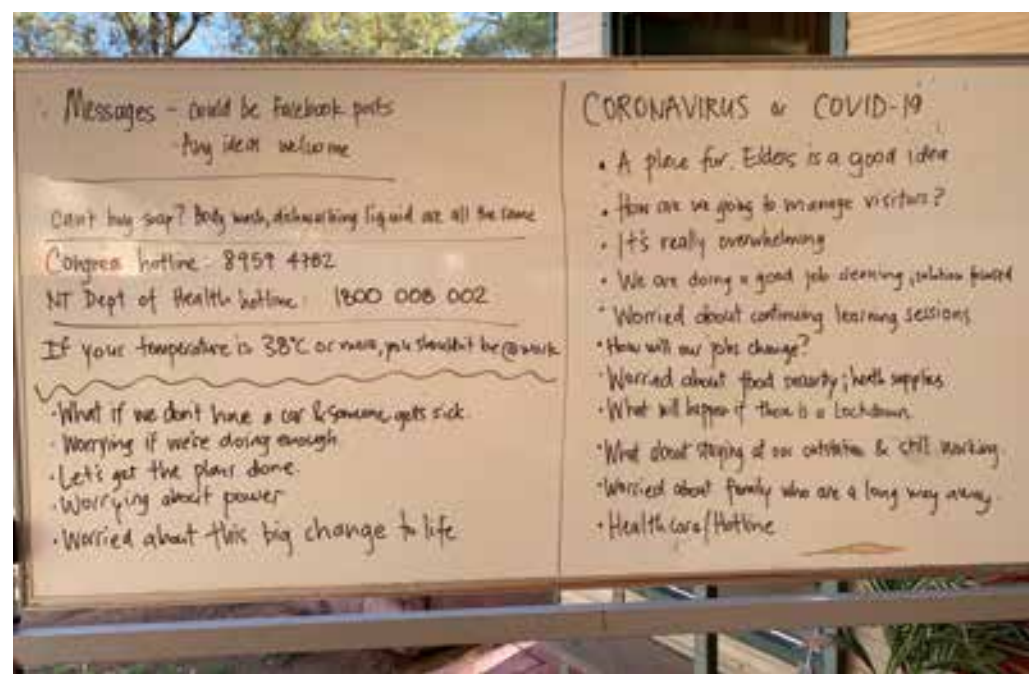 Messages - could be Facebook posts
- Any ideas welcome
Can't buy soap? Body wash, dishwashing liquid are all the same
Congress hotline: 8959 4782
NT Dept of Health hotline: 1800 008 002
If your temperature is 38°C or more, you shouldn't be @ work
• What if we don't have a car & someone gets sick.
• Worrying if we're doing enough
• Let's get the plans done.
• Worrying about power
• Worried about this big change to life
CORONAVIRUS or COVID-19
• A place for Elders is a good idea
• How are we going to manage visitors?
• It's really overwhelming
• We are doing a good job cleaning, solution focused
• Worried about continuing learning sessions
• How will our jobs change?
• Worried about food security; health supplies
• What will happen if there is a Lockdown.
• What about staying at our outstation & still working.
• Worried about family who are a long way away.
• Healthcare/Hotline